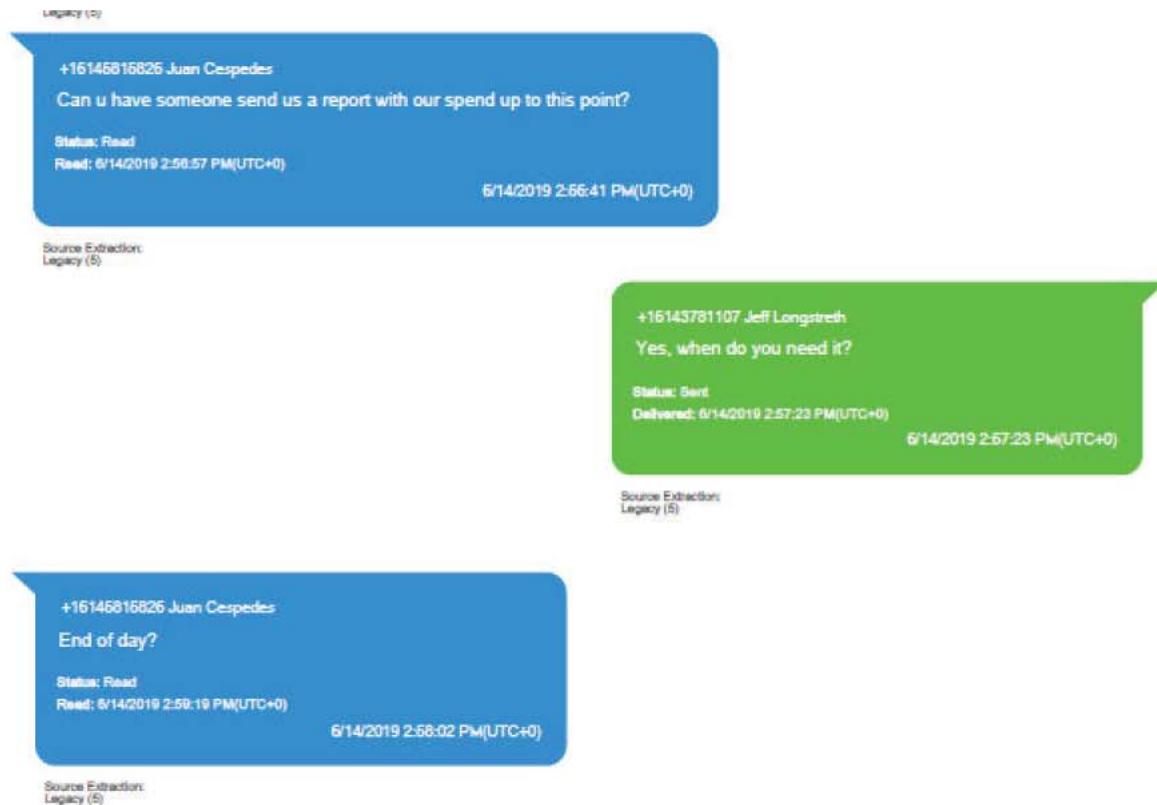 Legacy (5)
+16145815826 Juan Cespedes
Can u have someone send us a report with our spend up to this point?
Status: Read
Read: 6/14/2019 2:56:57 PM(UTC+0)
6/14/2019 2:56:41 PM(UTC+0)
Source Extraction:
Legacy (5)
+16143781107 Jeff Longstreth
Yes, when do you need it?
Status: Sent
Delivered: 6/14/2019 2:57:23 PM(UTC+0)
6/14/2019 2:57:23 PM(UTC+0)
Source Extraction:
Legacy (5)
+16145815826 Juan Cespedes
End of day?
Status: Read
Read: 6/14/2019 2:59:19 PM(UTC+0)
6/14/2019 2:58:02 PM(UTC+0)
Source Extraction:
Legacy (5)